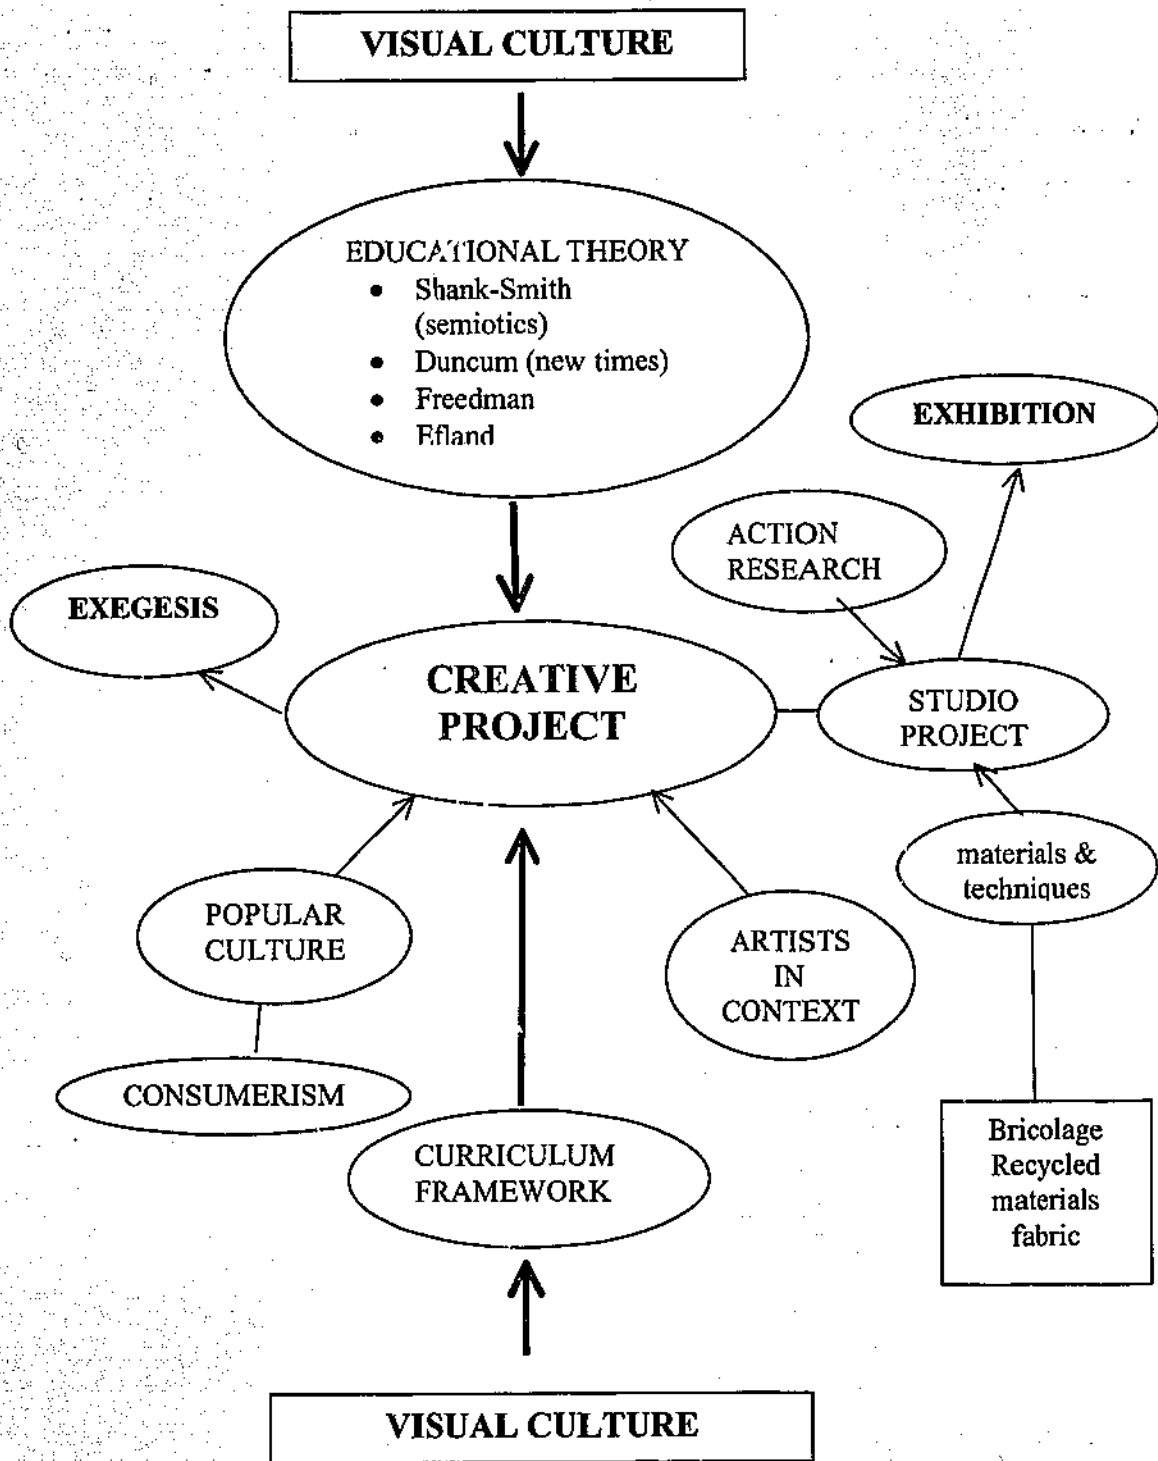 VISUAL CULTURE
EDUCATIONAL THEORY
• Shank-Smith
(semiotics)
• Duncum (new times)
• Freedman
• Efland
EXHIBITION
ACTION
RESEARCH
EXEGESIS
CREATIVE
PROJECT
STUDIO
PROJECT
materials &
techniques
POPULAR
CULTURE
ARTISTS
IN
CONTEXT
CONSUMERISM
CURRICULUM
FRAMEWORK
Bricolage
Recycled
materials
fabric
VISUAL CULTURE